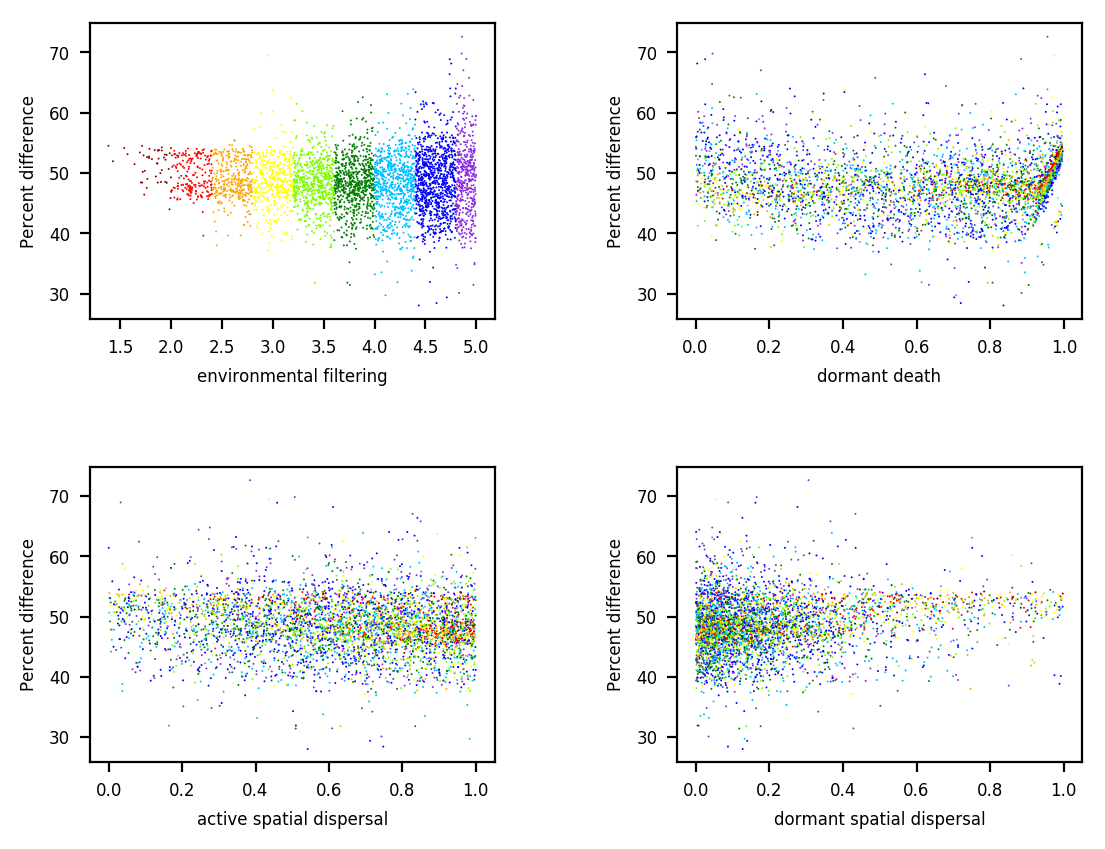 70
60
50
40
30
Percent difference
1.5 2.0 2.5 3.0 3.5 4.0 4.5 5.0
environmental filtering
70
60
50
40
30
Percent difference
0.0 0.2 0.4 0.6 0.8 1.0
dormant death
70
60
50
40
30
Percent difference
0.0 0.2 0.4 0.6 0.8 1.0
active spatial dispersal
70
60
50
40
30
Percent difference
0.0 0.2 0.4 0.6 0.8 1.0
dormant spatial dispersal